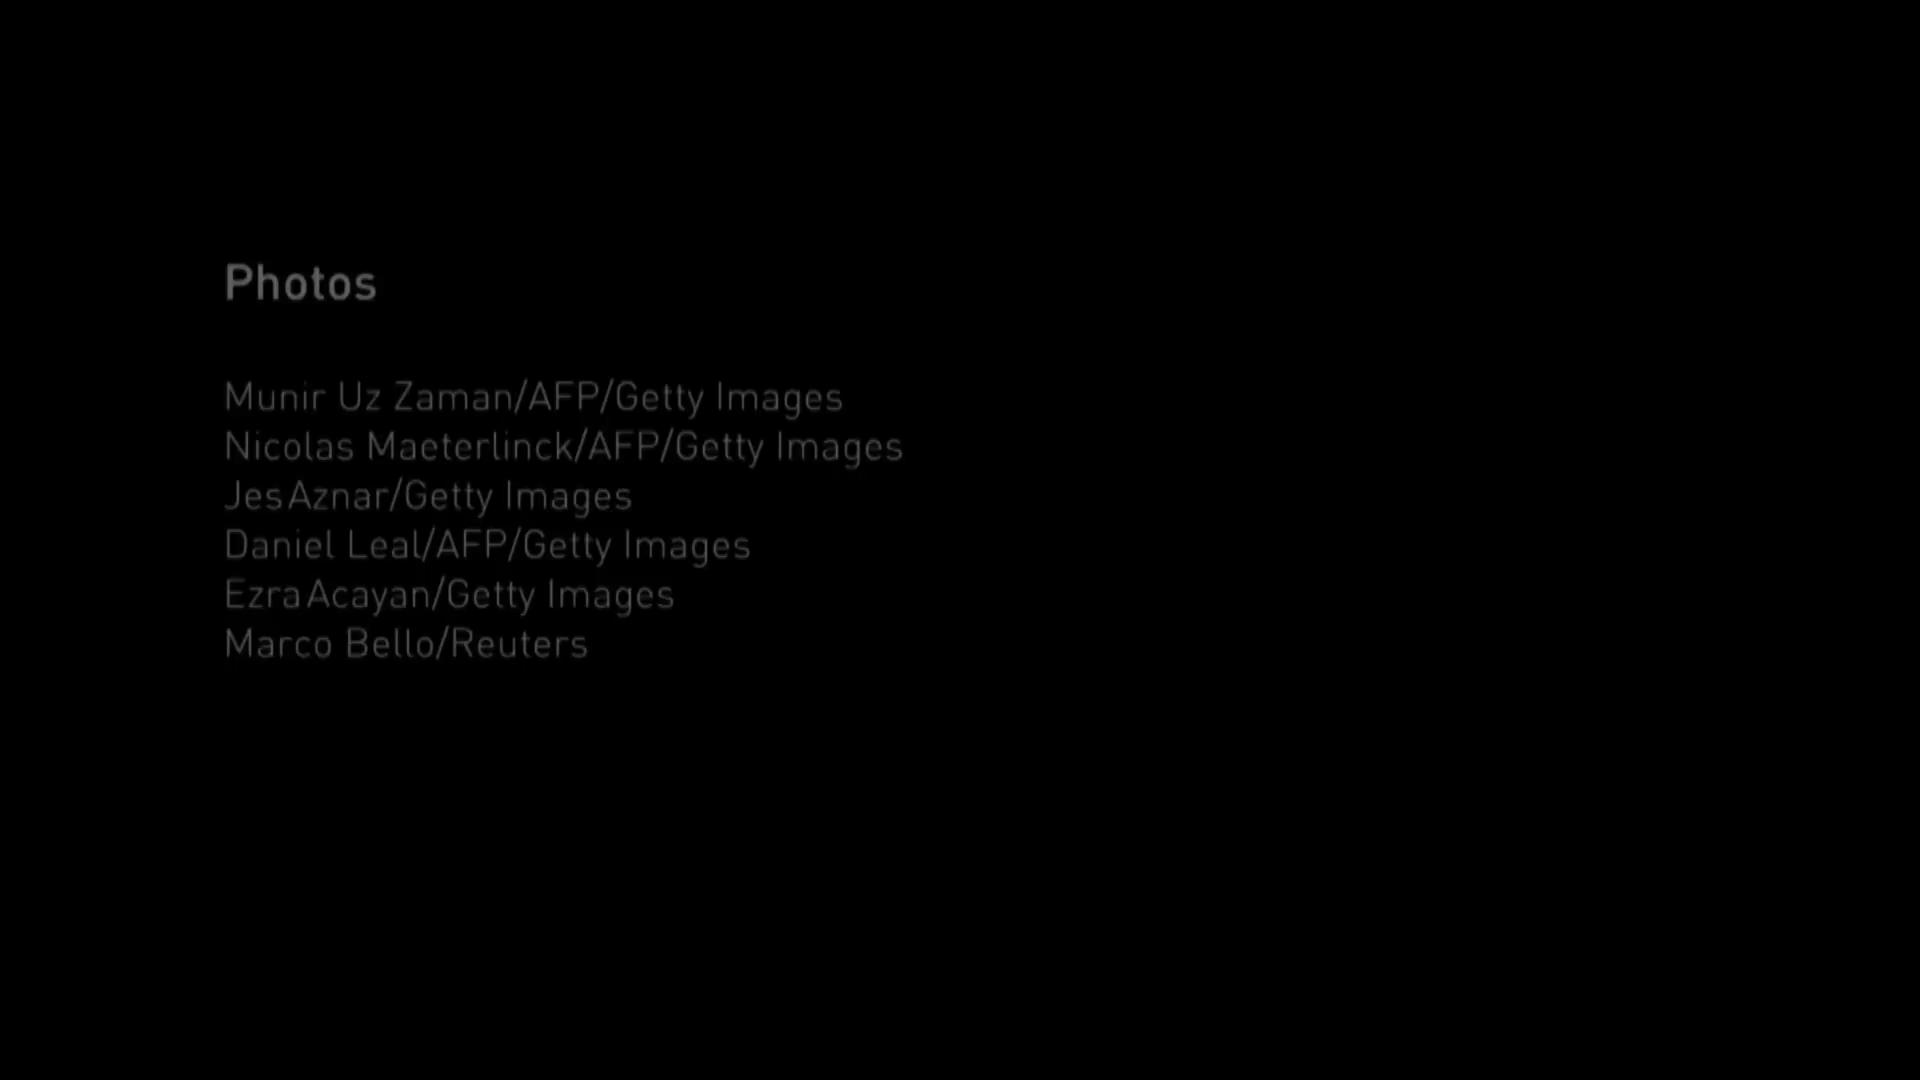 Photos
Munir Uz Zaman/AFP/Getty Images
Nicolas Maeterlinck/AFP/Getty Images
Jes Aznar/Getty Images
Daniel Leal/AFP/Getty Images
Ezra Acayan/Getty Images
Marco Bello/Reuters